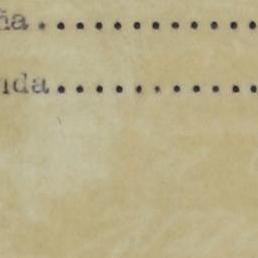 ña . . . . . . . . . .
nda . . . . . . . . .